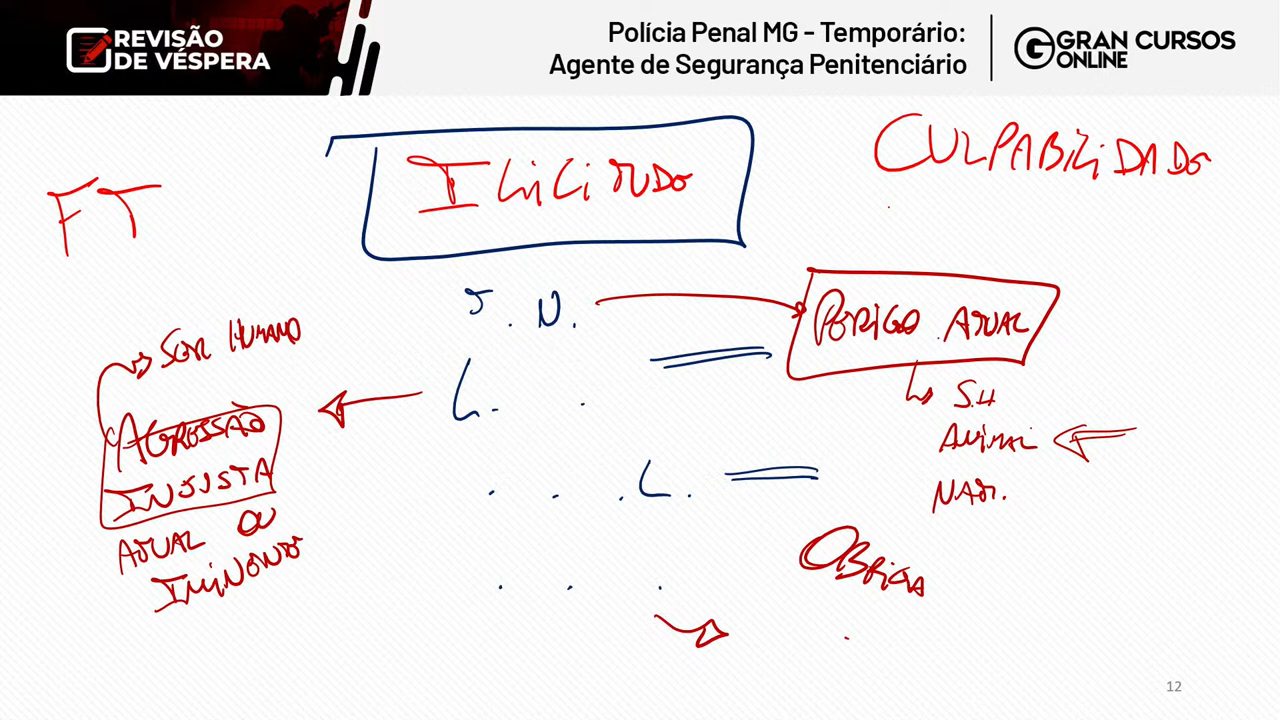 REVISÃO
DE VÉSPERA
Polícia Penal MG - Temporário:
Agente de Segurança Penitenciário
GRAN CURSOS
ONLINE
FT
ILICITUDE
CULPABILIDADE
E. N. PERIGO ATUAL
SER HUMANO
L. .
S.H
AGRESSÃO
ANIMAL
INJUSTA
. . . L.
NAT.
ATUAL OU
IMINENTE
OBRIGA
12